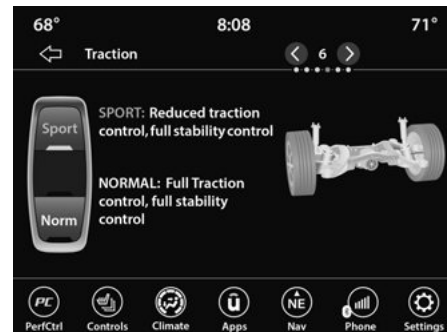 68° 8:08 71°
Traction 6
Sport
SPORT: Reduced traction
control, full stability control
NORMAL: Full Traction
control, full stability
control
Norm
PC ū NE
PerfCtrl Controls Climate Apps Nav Phone Settings